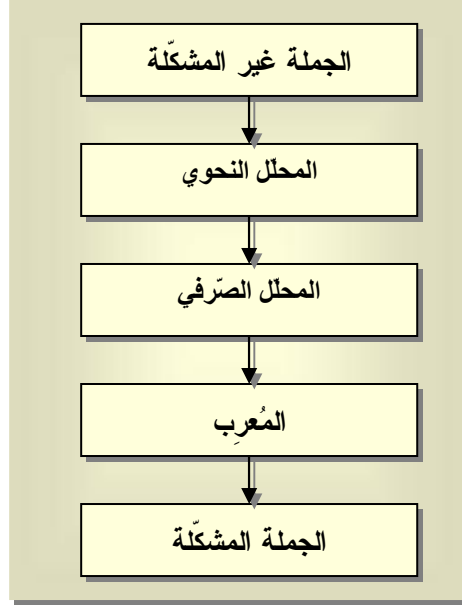 الجملة غير المشكّلة
المحلّل النحوي
المحلّل الصّرفي
المُعرِب
الجملة المشكّلة